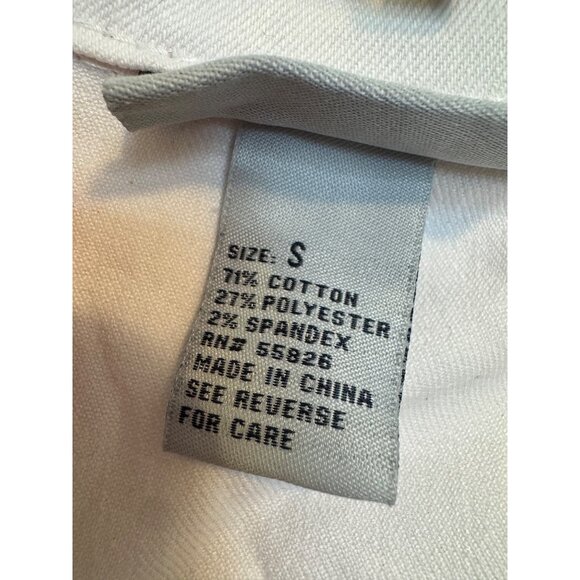 SIZE: S
71% COTTON
27% POLYESTER
2% SPANDEX
RN# 55826
MADE IN CHINA
SEE REVERSE
FOR CARE